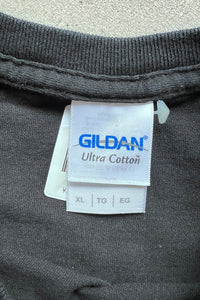 GILDAN
Ultra Cotton
XL | TG | EG